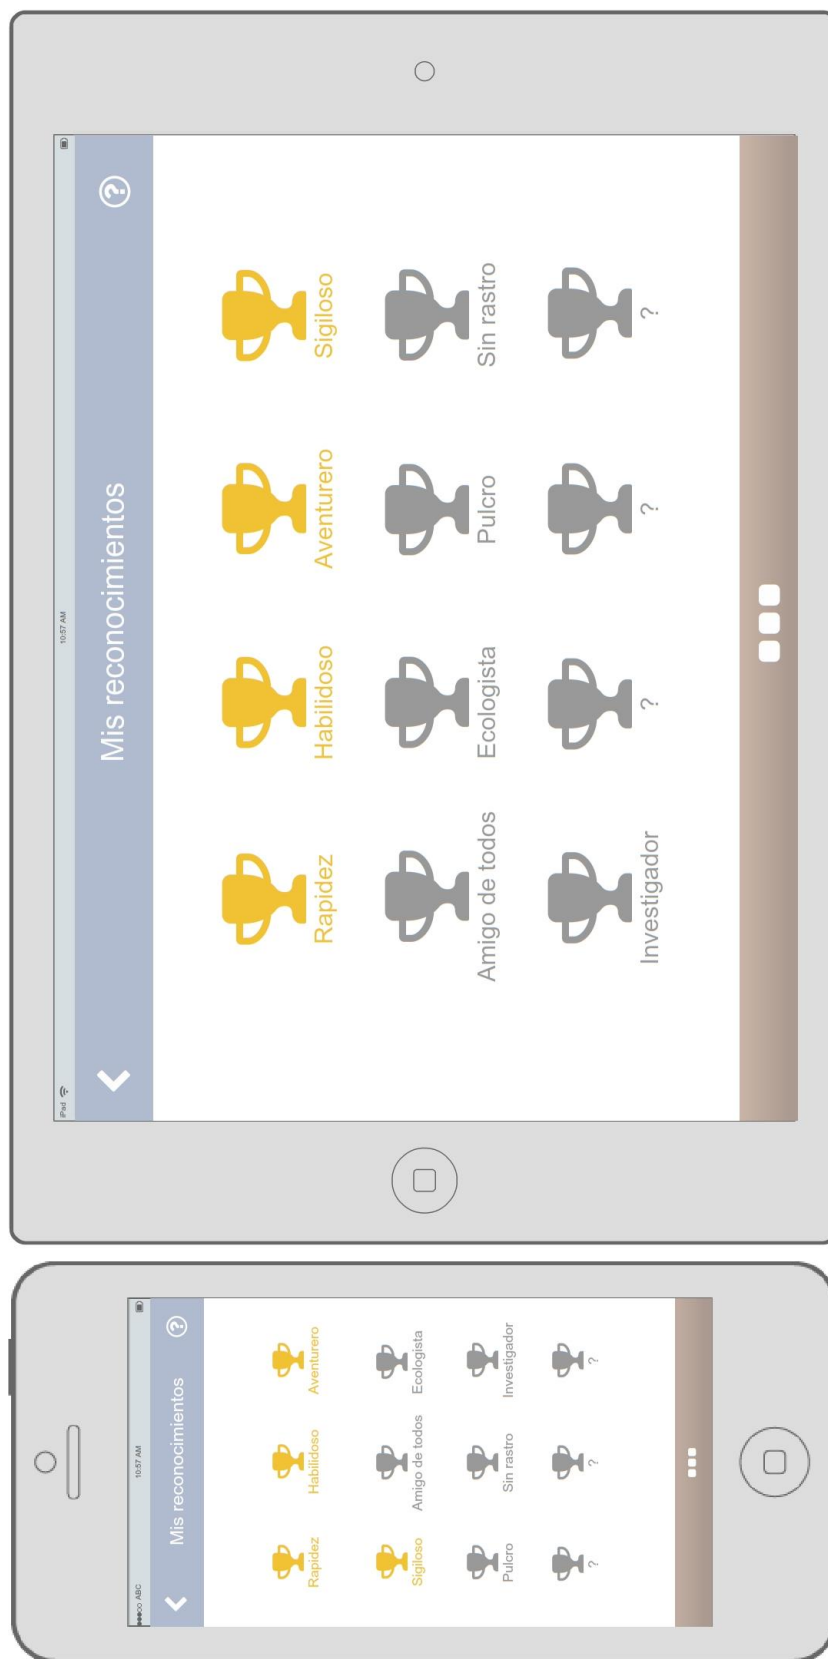 ●●●○○ ABC 10:57 AM
Mis reconocimientos ?
Rapidez Habilidoso Aventurero
Sigiloso Amigo de todos Ecologista
Pulcro Sin rastro Investigador
? ? ?
iPad 10:57 AM
Mis reconocimientos ?
Rapidez Habilidoso Aventurero Sigiloso
Amigo de todos Ecologista Pulcro Sin rastro
Investigador ? ? ?